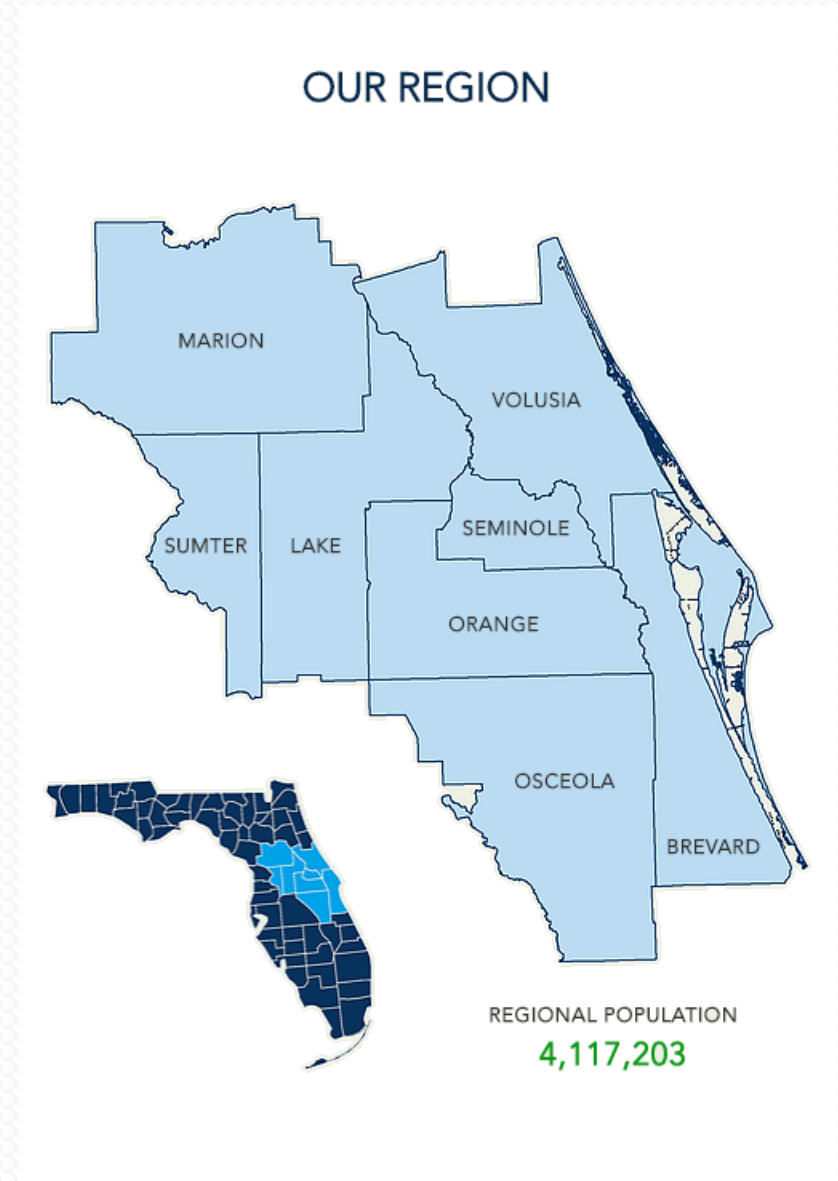 OUR REGION
MARION
VOLUSIA
SEMINOLE
SUMTER
LAKE
ORANGE
OSCEOLA
BREVARD
REGIONAL POPULATION
4,117,203